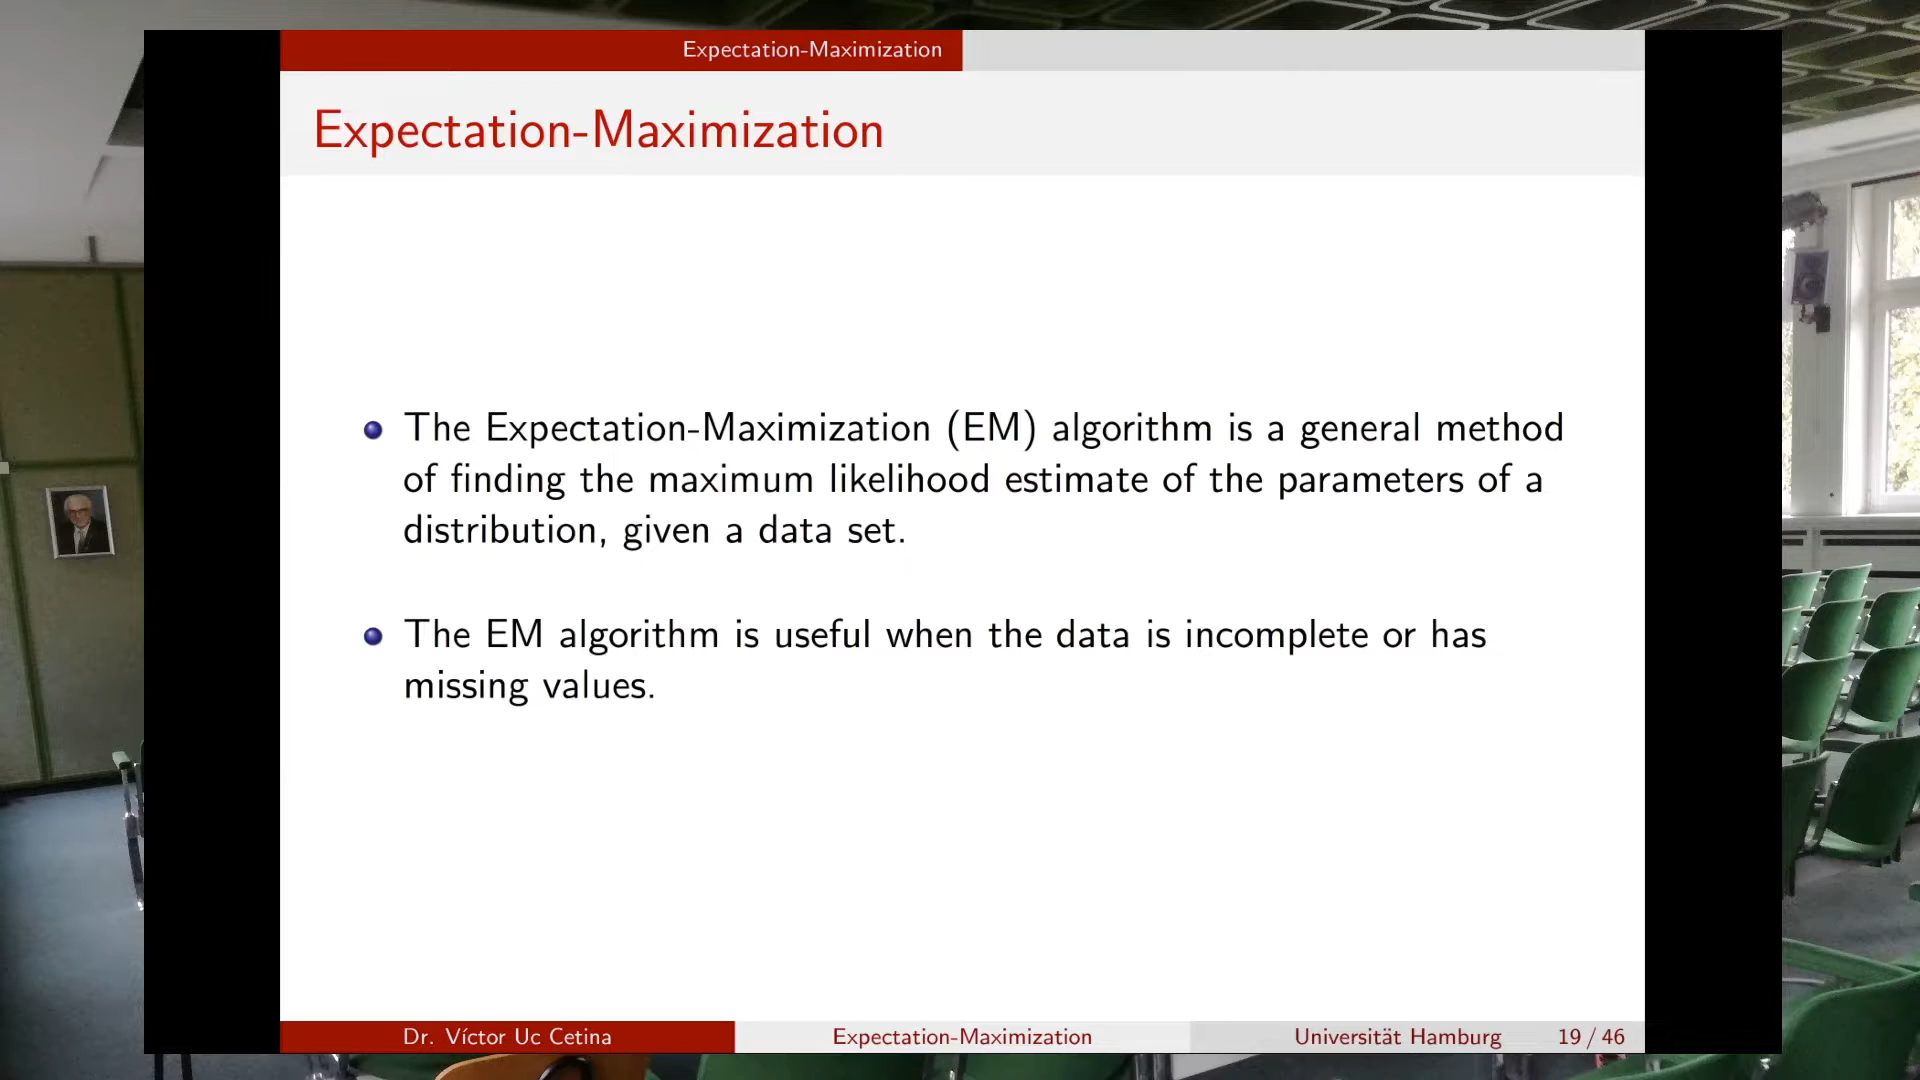 Expectation-Maximization
Expectation-Maximization
The Expectation-Maximization (EM) algorithm is a general method
of finding the maximum likelihood estimate of the parameters of a
distribution, given a data set.
The EM algorithm is useful when the data is incomplete or has
missing values.
Dr. Víctor Uc Cetina
Expectation-Maximization
Universität Hamburg
19 / 46